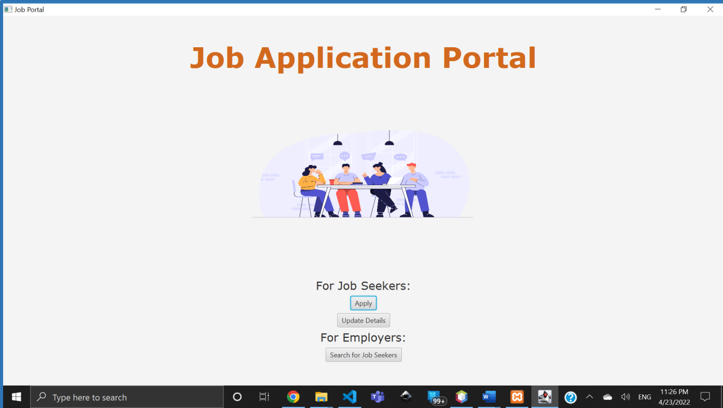 Job Portal
Job Application Portal
For Job Seekers:
Apply
Update Details
For Employers:
Search for Job Seekers
Type here to search
99+
W
ENG
11:26 PM
4/23/2022